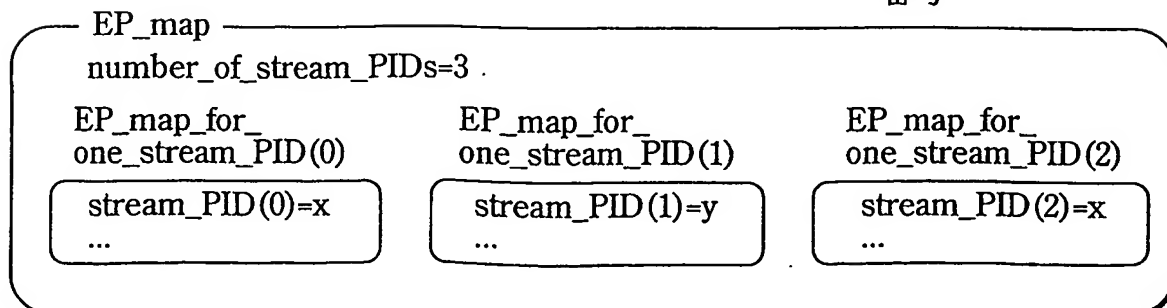 EP_map
number_of_stream_PIDs=3
EP_map_for_
one_stream_PID(0)
stream_PID(0)=x
...
EP_map_for_
one_stream_PID(1)
stream_PID(1)=y
...
EP_map_for_
one_stream_PID(2)
stream_PID(2)=x
...